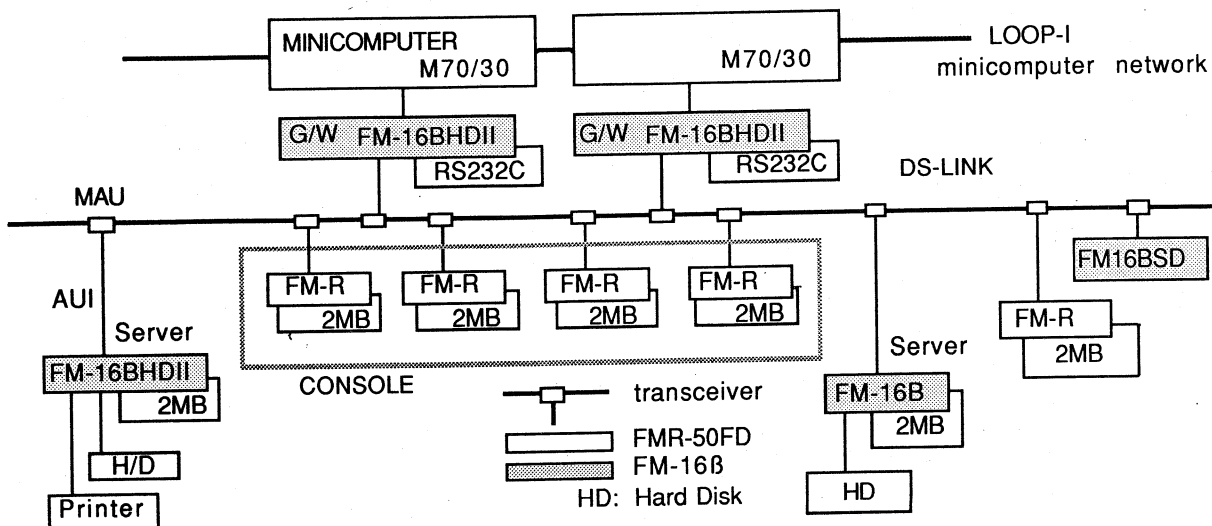 MINICOMPUTER
M70/30
M70/30
LOOP-I
minicomputer network
G/W FM-16BHDII
RS232C
G/W FM-16BHDII
RS232C
DS-LINK
MAU
FM16BSD
AUI
FM-R
2MB
FM-R
2MB
FM-R
2MB
FM-R
2MB
FM-R
2MB
Server
FM-16BHDII
2MB
CONSOLE
Server
FM-16B
2MB
H/D
Printer
HD
transceiver
FMR-50FD
FM-16ß
HD: Hard Disk